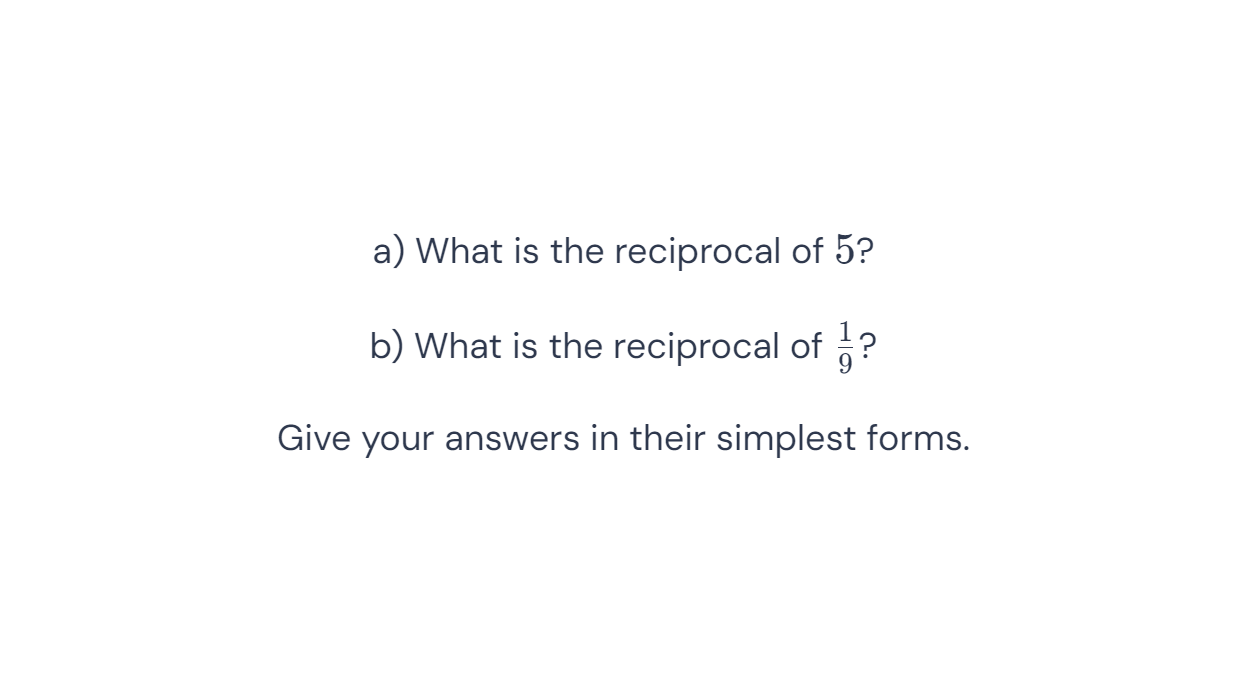 a) What is the reciprocal of 5?
b) What is the reciprocal of 1/9?
Give your answers in their simplest forms.